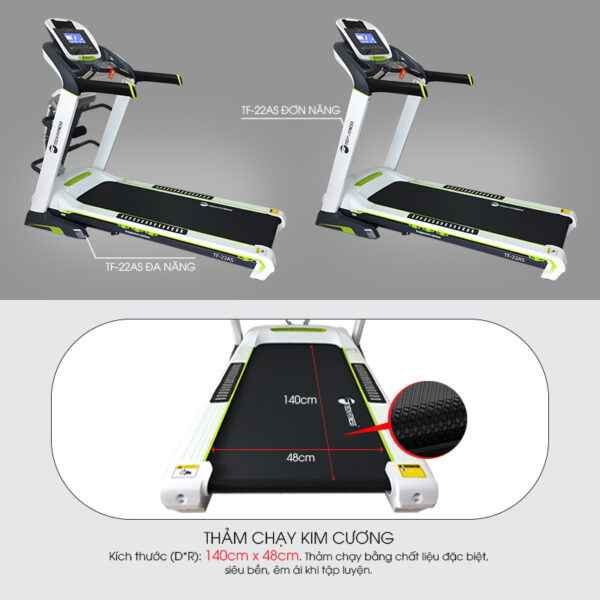 TF-22AS ĐƠN NĂNG
TF-22AS
TF-22AS
TF-22AS ĐA NĂNG
140cm
48cm
THẢM CHẠY KIM CƯƠNG
Kích thước (D*R): 140cm x 48cm. Thảm chạy bằng chất liệu đặc biệt,
siêu bền, êm ái khi tập luyện.